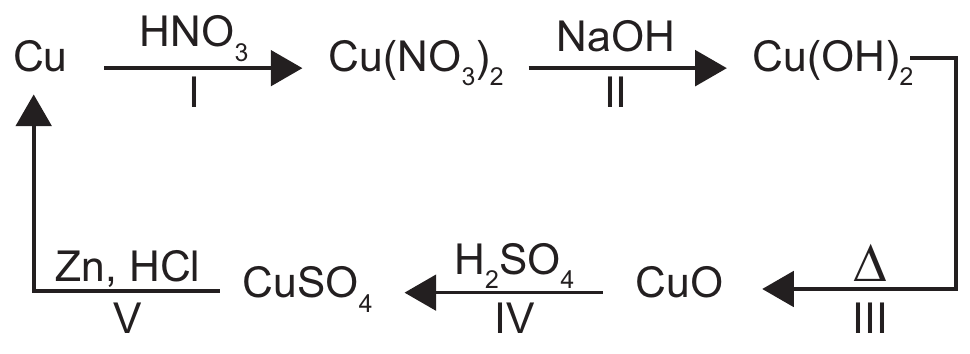 Cu HNO₃ Cu(NO₃)₂ NaOH Cu(OH)₂
I II
Zn, HCl CuSO₄ H₂SO₄ CuO Δ
V IV III